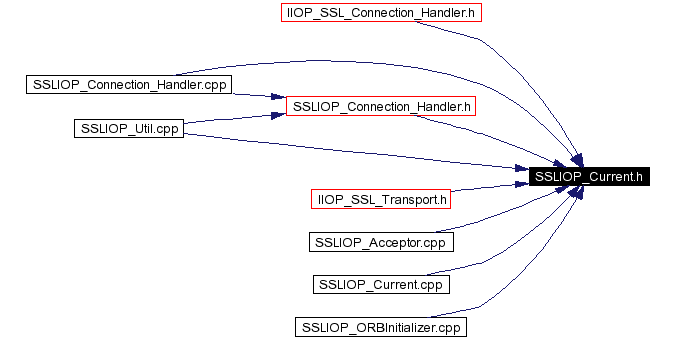 IIOP_SSL_Connection_Handler.h
SSLIOP_Connection_Handler.cpp
SSLIOP_Connection_Handler.h
SSLIOP_Util.cpp
SSLIOP_Current.h
IIOP_SSL_Transport.h
SSLIOP_Acceptor.cpp
SSLIOP_Current.cpp
SSLIOP_ORBInitializer.cpp